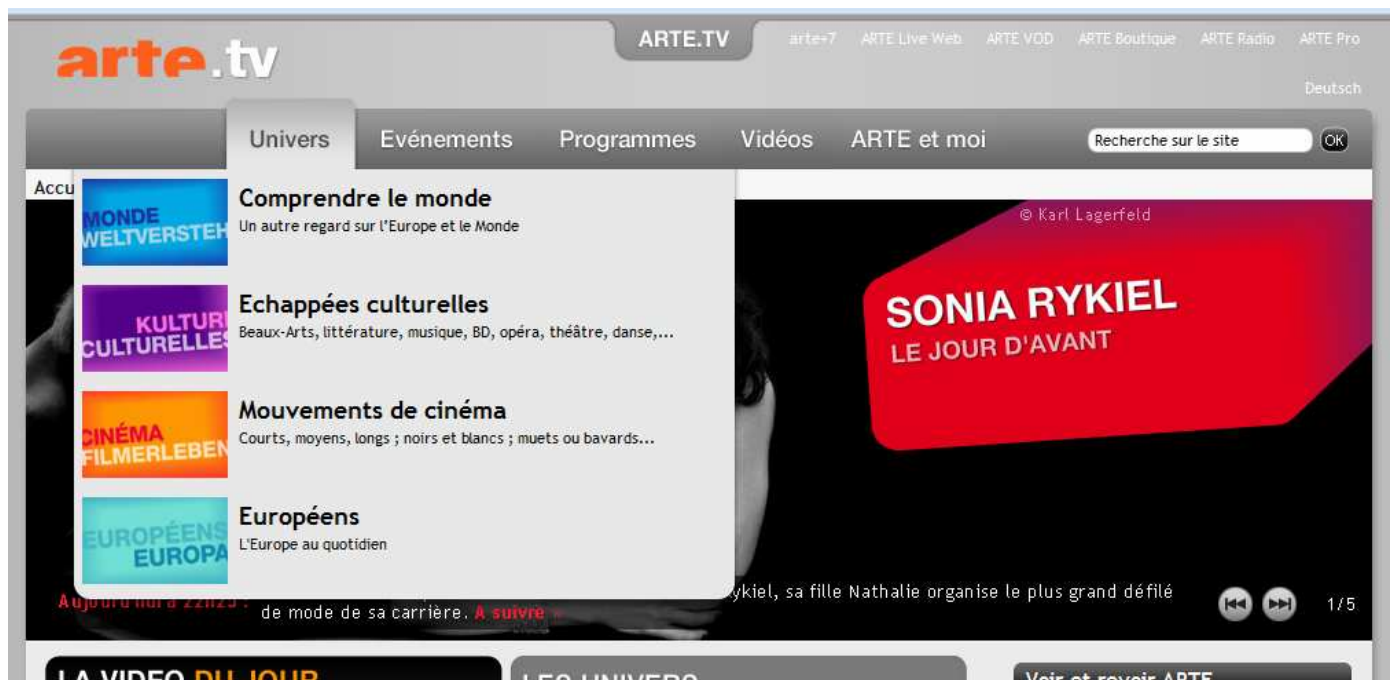 arte.tv
ARTE.TV
arte+7 ARTE Live Web ARTE VOD ARTE Boutique ARTE Radio ARTE Pro
Deutsch
Univers Evénements Programmes Vidéos ARTE et moi Recherche sur le site OK
Accu
MONDE
WELTVERSTEH
Comprendre le monde
Un autre regard sur l'Europe et le Monde
© Karl Lagerfeld
SONIA RYKIEL
LE JOUR D'AVANT
KULTUR
CULTURELLES
Echappées culturelles
Beaux-Arts, littérature, musique, BD, opéra, théâtre, danse,...
CINÉMA
FILMERLEBEN
Mouvements de cinéma
Courts, moyens, longs ; noirs et blancs ; muets ou bavards...
EUROPÉENS
EUROPA
Européens
L'Europe au quotidien
Aujourd'hui à 22h25 : ykiel, sa fille Nathalie organise le plus grand défilé
de mode de sa carrière. A suivre »
1/5
LA VIDEO DU JOUR
LES UNIVERS
Voir et revoir ARTE